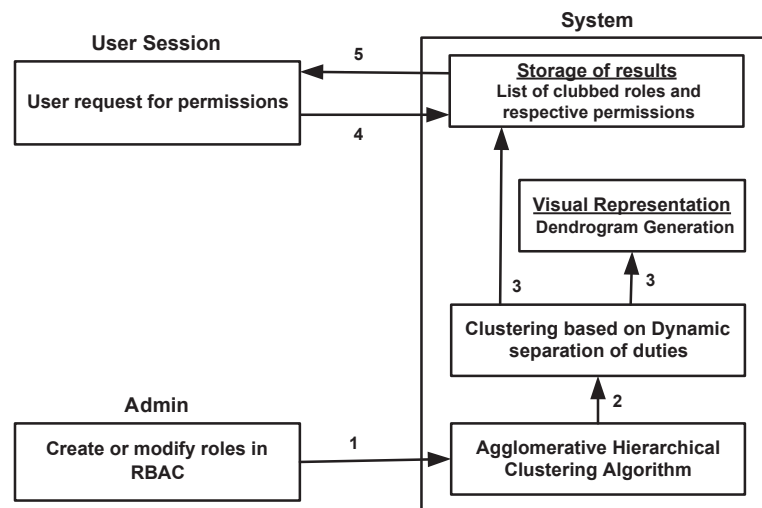 System
User Session
5
Storage of results
List of clubbed roles and
respective permissions
User request for permissions
4
Visual Representation
Dendrogram Generation
3
3
Clustering based on Dynamic
separation of duties
2
Admin
1
Create or modify roles in
RBAC
Agglomerative Hierarchical
Clustering Algorithm